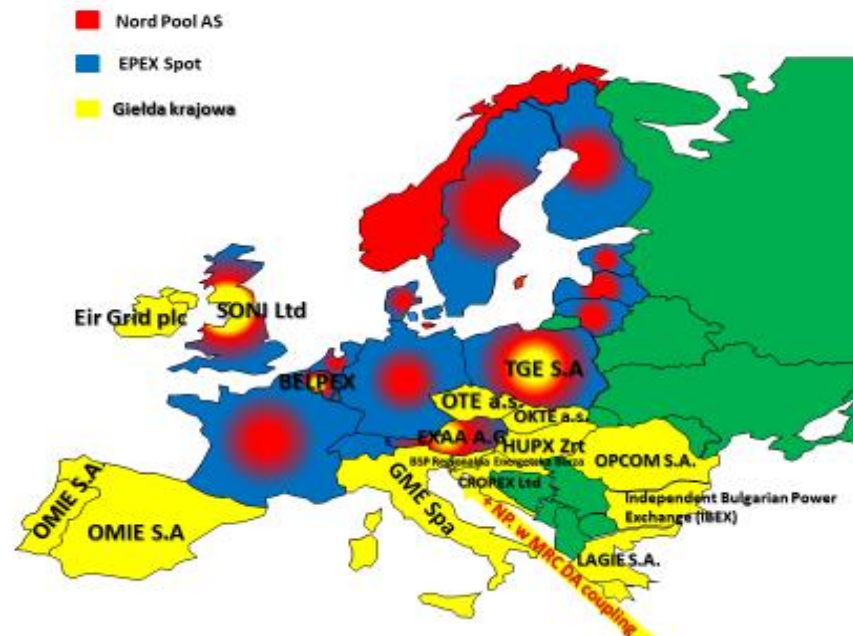 Nord Pool AS
EPEX Spot
Giełda krajowa
Eir Grid plc
SONI Ltd
BELPEX
TGE S.A
OTE a.s.
OKTE a.s.
EXAA A.G
HUPX Zrt
BSP Regionalna Energetska Borza
CROPEX Ltd
OPCOM S.A.
GME Spa
Independent Bulgarian Power
Exchange (IBEX)
OMIE S.A.
OMIE S.A
LAGIE S.A.
+ NP. w MRC DA coupling